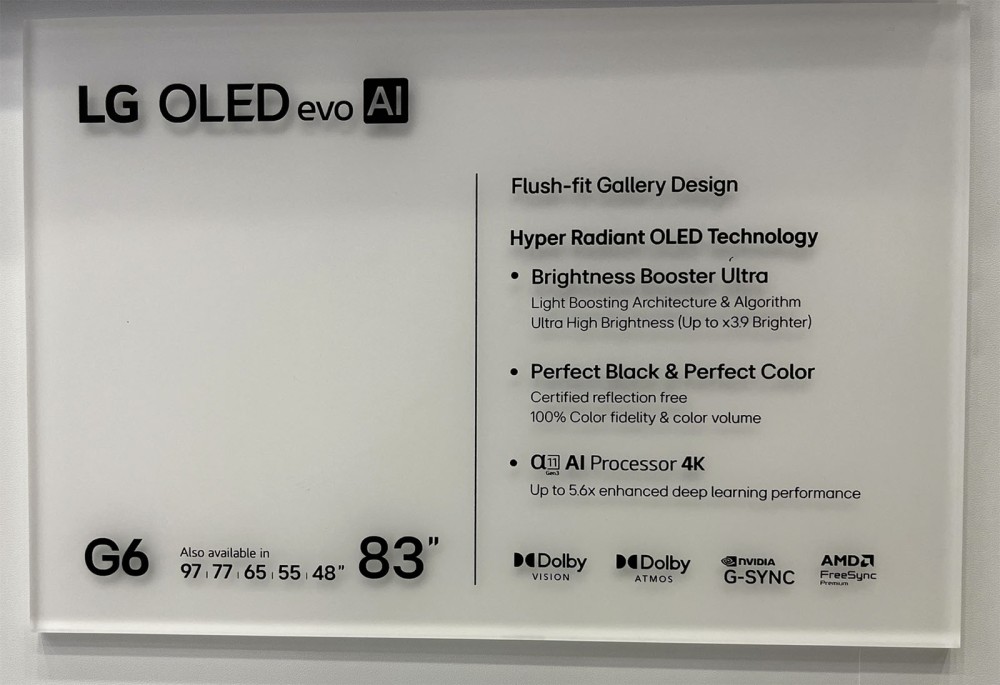 LG OLED evo AI
Flush-fit Gallery Design
Hyper Radiant OLED Technology
• Brightness Booster Ultra
Light Boosting Architecture & Algorithm
Ultra High Brightness (Up to x3.9 Brighter)
• Perfect Black & Perfect Color
Certified reflection free
100% Color fidelity & color volume
• α11 AI Processor 4K
Gen3
Up to 5.6x enhanced deep learning performance
G6
Also available in
97 | 77 | 65 | 55 | 48"
83"
Dolby
VISION
Dolby
ATMOS
NVIDIA
G-SYNC
AMD
FreeSync
Premium